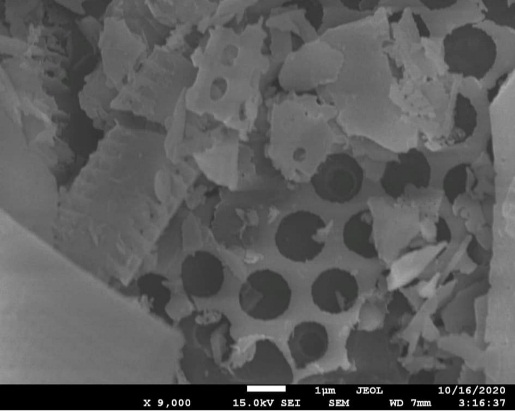 1µm JEOL 10/16/2020
X 9,000 15.0kV SEI SEM WD 7mm 3:16:37